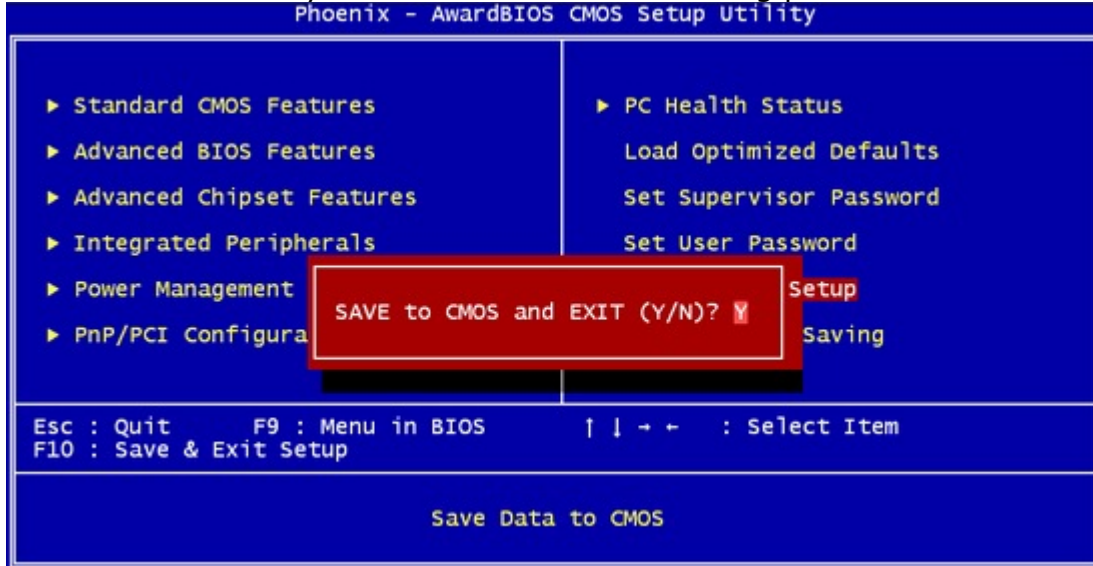 Phoenix - AwardBIOS CMOS Setup Utility
▶ Standard CMOS Features
▶ Advanced BIOS Features
▶ Advanced Chipset Features
▶ Integrated Peripherals
▶ Power Management
▶ PnP/PCI Configura
▶ PC Health Status
Load Optimized Defaults
Set Supervisor Password
Set User Password
Setup
Saving
SAVE to CMOS and EXIT (Y/N)? Y
Esc : Quit F9 : Menu in BIOS ↑ ↓ → ← : Select Item
F10 : Save & Exit Setup
Save Data to CMOS